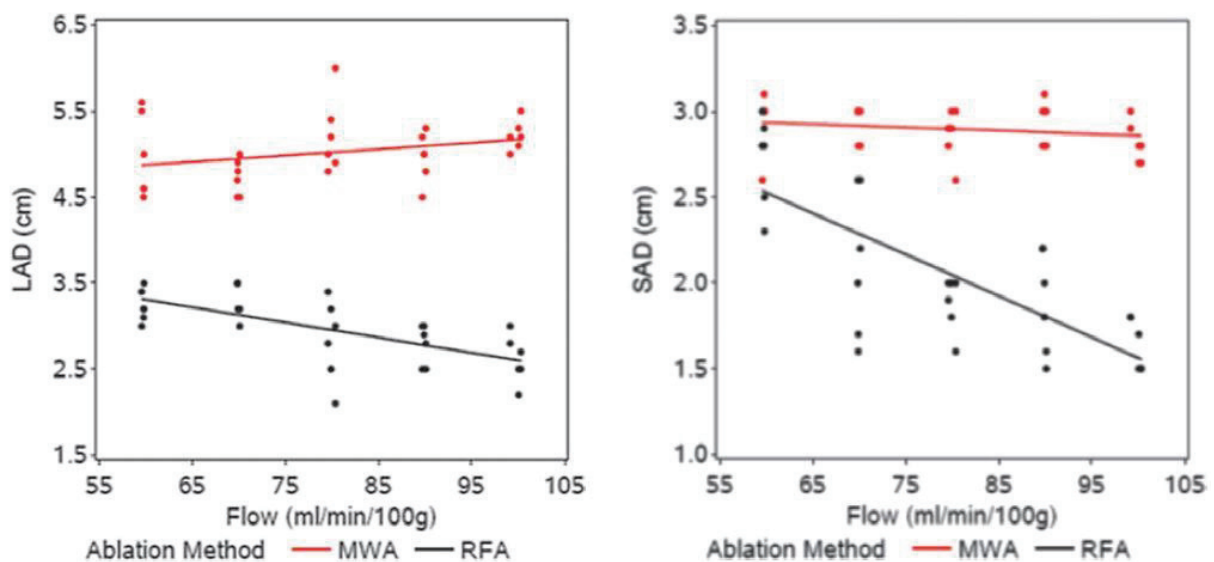 6.5
5.5
4.5
3.5
2.5
1.5
LAD (cm)
55 65 75 85 95 105
Flow (ml/min/100g)
Ablation Method MWA RFA
3.5
3.0
2.5
2.0
1.5
1.0
SAD (cm)
55 65 75 85 95 105
Flow (ml/min/100g)
Ablation Method MWA RFA